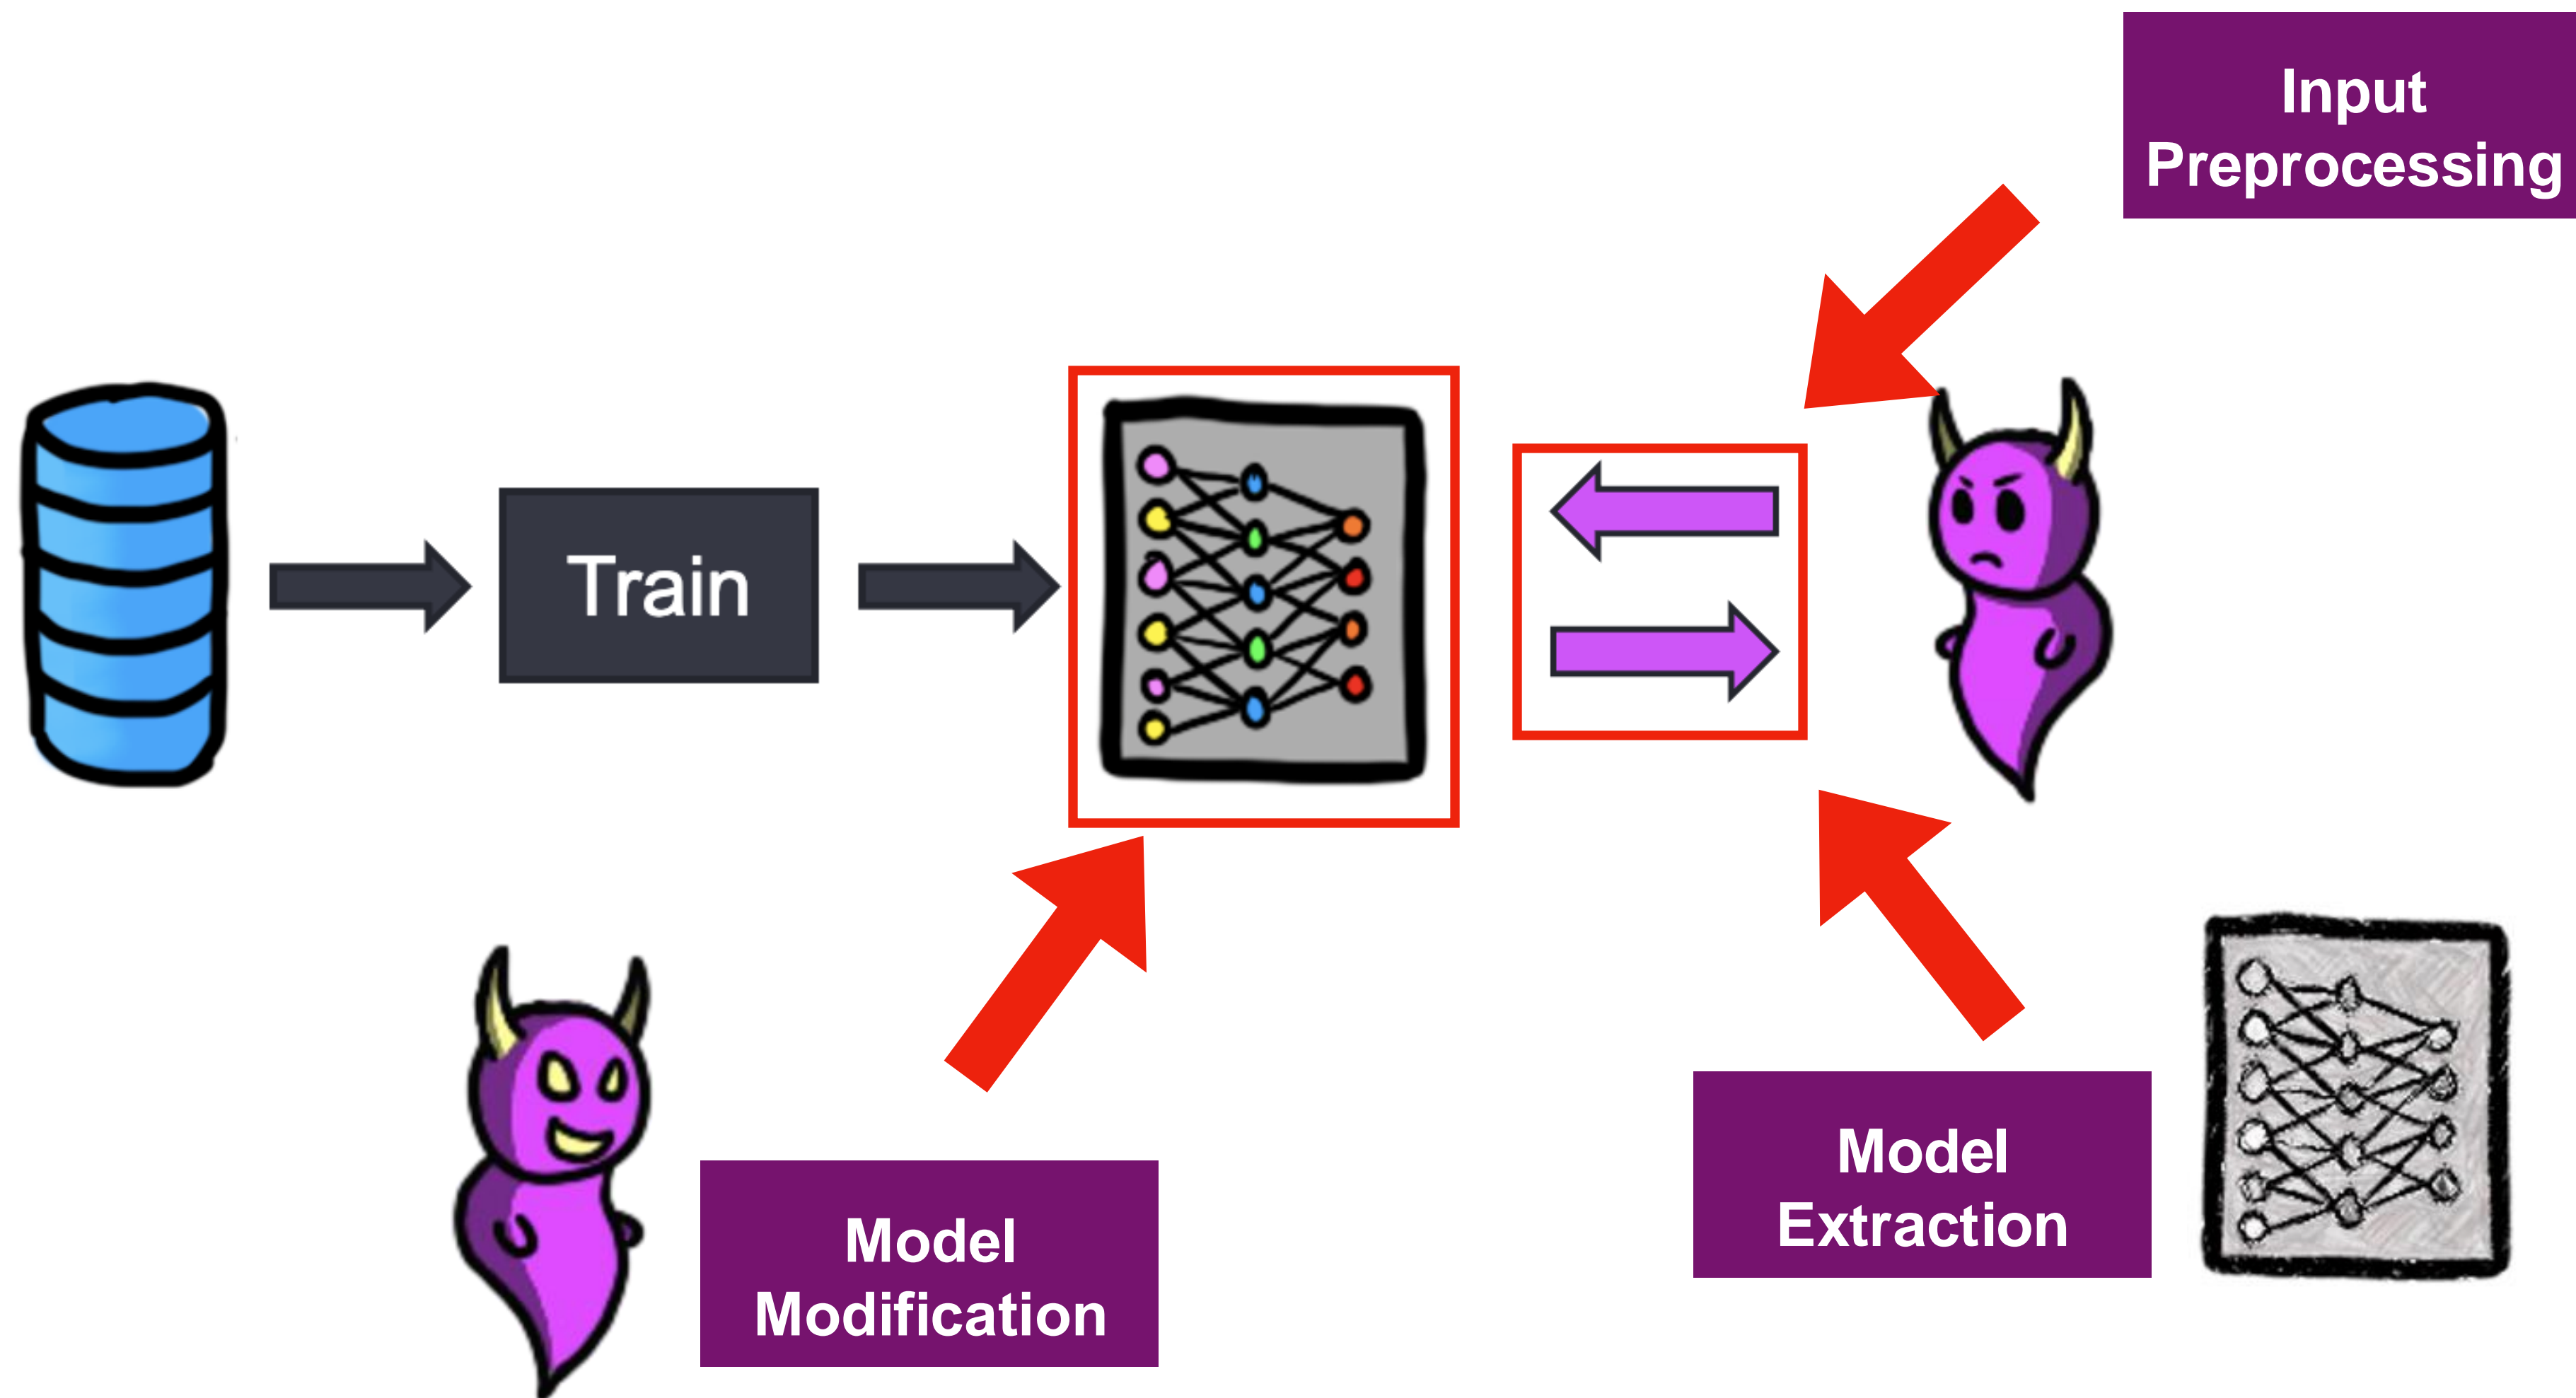 Input
Preprocessing
Train
Model
Modification
Model
Extraction